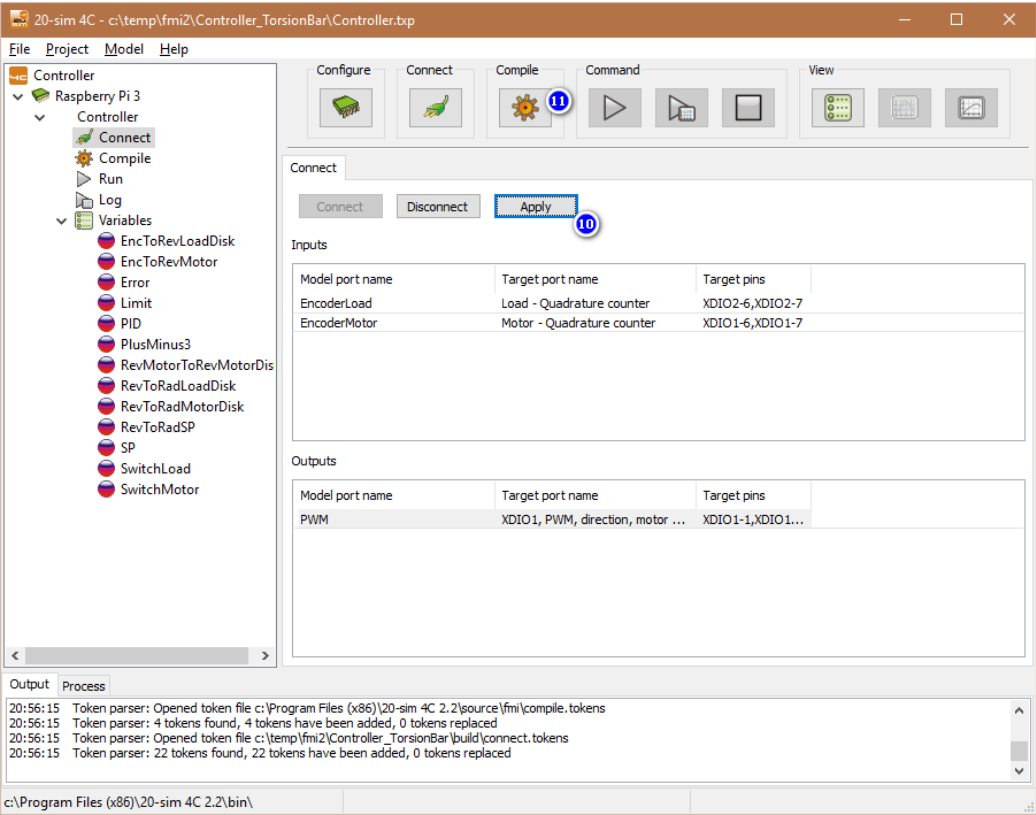 20-sim 4C - c:\temp\fmi2\Controller_TorsionBar\Controller.txp
File Project Model Help
Controller
Raspberry Pi 3
Controller
Connect
Compile
Run
Log
Variables
EncToRevLoadDisk
EncToRevMotor
Error
Limit
PID
PlusMinus3
RevMotorToRevMotorDis
RevToRadLoadDisk
RevToRadMotorDisk
RevToRadSP
SP
SwitchLoad
SwitchMotor
Configure Connect Compile Command View
11
Connect
Connect Disconnect Apply
10
Inputs
Model port name Target port name Target pins
EncoderLoad Load - Quadrature counter XDIO2-6,XDIO2-7
EncoderMotor Motor - Quadrature counter XDIO1-6,XDIO1-7
Outputs
Model port name Target port name Target pins
PWM XDIO1, PWM, direction, motor ... XDIO1-1,XDIO1...
Output Process
20:56:15 Token parser: Opened token file c:\Program Files (x86)\20-sim 4C 2.2\source\fmi\compile.tokens
20:56:15 Token parser: 4 tokens found, 4 tokens have been added, 0 tokens replaced
20:56:15 Token parser: Opened token file c:\temp\fmi2\Controller_TorsionBar\build\connect.tokens
20:56:15 Token parser: 22 tokens found, 22 tokens have been added, 0 tokens replaced
c:\Program Files (x86)\20-sim 4C 2.2\bin\